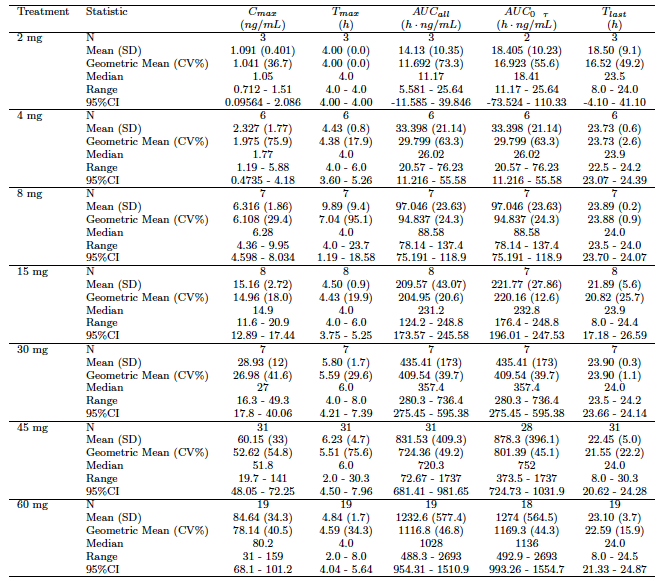 Treatment Statistic Cmax Tmax AUCall AUC0 τ Tlast
(ng/mL) (h) (h · ng/mL) (h · ng/mL) (h)
2 mg N 3 3 3 2 3
Mean (SD) 1.091 (0.401) 4.00 (0.0) 14.13 (10.35) 18.405 (10.23) 18.50 (9.1)
Geometric Mean (CV%) 1.041 (36.7) 4.00 (0.0) 11.692 (73.3) 16.923 (55.6) 16.52 (49.2)
Median 1.05 4.0 11.17 18.41 23.5
Range 0.712 - 1.51 4.0 - 4.0 5.581 - 25.64 11.17 - 25.64 8.0 - 24.0
95%CI 0.09564 - 2.086 4.00 - 4.00 -11.585 - 39.846 -73.524 - 110.33 -4.10 - 41.10
4 mg N 6 6 6 6 6
Mean (SD) 2.327 (1.77) 4.43 (0.8) 33.398 (21.14) 33.398 (21.14) 23.73 (0.6)
Geometric Mean (CV%) 1.975 (75.9) 4.38 (17.9) 29.799 (63.3) 29.799 (63.3) 23.73 (2.6)
Median 1.77 4.0 26.02 26.02 23.9
Range 1.19 - 5.88 4.0 - 6.0 20.57 - 76.23 20.57 - 76.23 22.5 - 24.2
95%CI 0.4735 - 4.18 3.60 - 5.26 11.216 - 55.58 11.216 - 55.58 23.07 - 24.39
8 mg N 7 7 7 7 7
Mean (SD) 6.316 (1.86) 9.89 (9.4) 97.046 (23.63) 97.046 (23.63) 23.89 (0.2)
Geometric Mean (CV%) 6.108 (29.4) 7.04 (95.1) 94.837 (24.3) 94.837 (24.3) 23.88 (0.9)
Median 6.28 4.0 88.58 88.58 24.0
Range 4.36 - 9.95 4.0 - 23.7 78.14 - 137.4 78.14 - 137.4 23.5 - 24.0
95%CI 4.598 - 8.034 1.19 - 18.58 75.191 - 118.9 75.191 - 118.9 23.70 - 24.07
15 mg N 8 8 8 7 8
Mean (SD) 15.16 (2.72) 4.50 (0.9) 209.57 (43.07) 221.77 (27.86) 21.89 (5.6)
Geometric Mean (CV%) 14.96 (18.0) 4.43 (19.9) 204.95 (20.6) 220.16 (12.6) 20.82 (25.7)
Median 14.9 4.0 231.2 232.8 23.9
Range 11.6 - 20.9 4.0 - 6.0 124.2 - 248.8 176.4 - 248.8 8.0 - 24.4
95%CI 12.89 - 17.44 3.75 - 5.25 173.57 - 245.58 196.01 - 247.53 17.18 - 26.59
30 mg N 7 7 7 7 7
Mean (SD) 28.93 (12) 5.80 (1.7) 435.41 (173) 435.41 (173) 23.90 (0.3)
Geometric Mean (CV%) 26.98 (41.6) 5.59 (29.6) 409.54 (39.7) 409.54 (39.7) 23.90 (1.1)
Median 27 6.0 357.4 357.4 24.0
Range 16.3 - 49.3 4.0 - 8.0 280.3 - 736.4 280.3 - 736.4 23.5 - 24.2
95%CI 17.8 - 40.06 4.21 - 7.39 275.45 - 595.38 275.45 - 595.38 23.66 - 24.14
45 mg N 31 31 31 28 31
Mean (SD) 60.15 (33) 6.23 (4.7) 831.53 (409.3) 878.3 (396.1) 22.45 (5.0)
Geometric Mean (CV%) 52.62 (54.8) 5.51 (75.6) 724.36 (49.2) 801.39 (45.1) 21.55 (22.2)
Median 51.8 6.0 720.3 752 24.0
Range 19.7 - 141 2.0 - 30.3 72.67 - 1737 373.5 - 1737 8.0 - 30.3
95%CI 48.05 - 72.25 4.50 - 7.96 681.41 - 981.65 724.73 - 1031.9 20.62 - 24.28
60 mg N 19 19 19 18 19
Mean (SD) 84.64 (34.3) 4.84 (1.7) 1232.6 (577.4) 1274 (564.5) 23.10 (3.7)
Geometric Mean (CV%) 78.14 (40.5) 4.59 (34.3) 1116.8 (46.8) 1169.3 (44.3) 22.59 (15.9)
Median 80.2 4.0 1028 1136 24.0
Range 31 - 159 2.0 - 8.0 488.3 - 2693 492.9 - 2693 8.0 - 24.5
95%CI 68.1 - 101.2 4.04 - 5.64 954.31 - 1510.9 993.26 - 1554.7 21.33 - 24.87